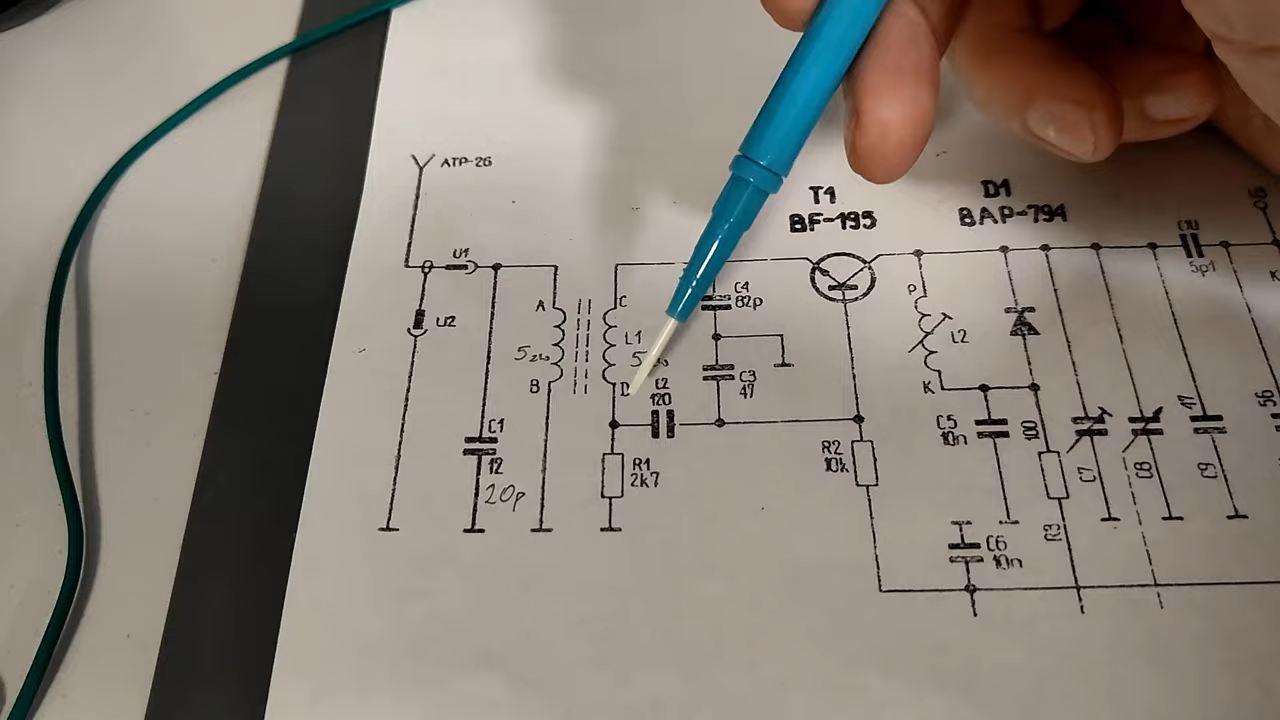 ATP-2G
T1
BF-195
D1
BAP-794
U1
U2
C10
5p1
A
B
5zw
C
L1
D
C4
82p
C3
47
C2
120
C1
12
20p
R1
2k7
R2
10k
P
L2
K
C5
10n
C6
10n
100
R3
C7
C8
47
C9
56